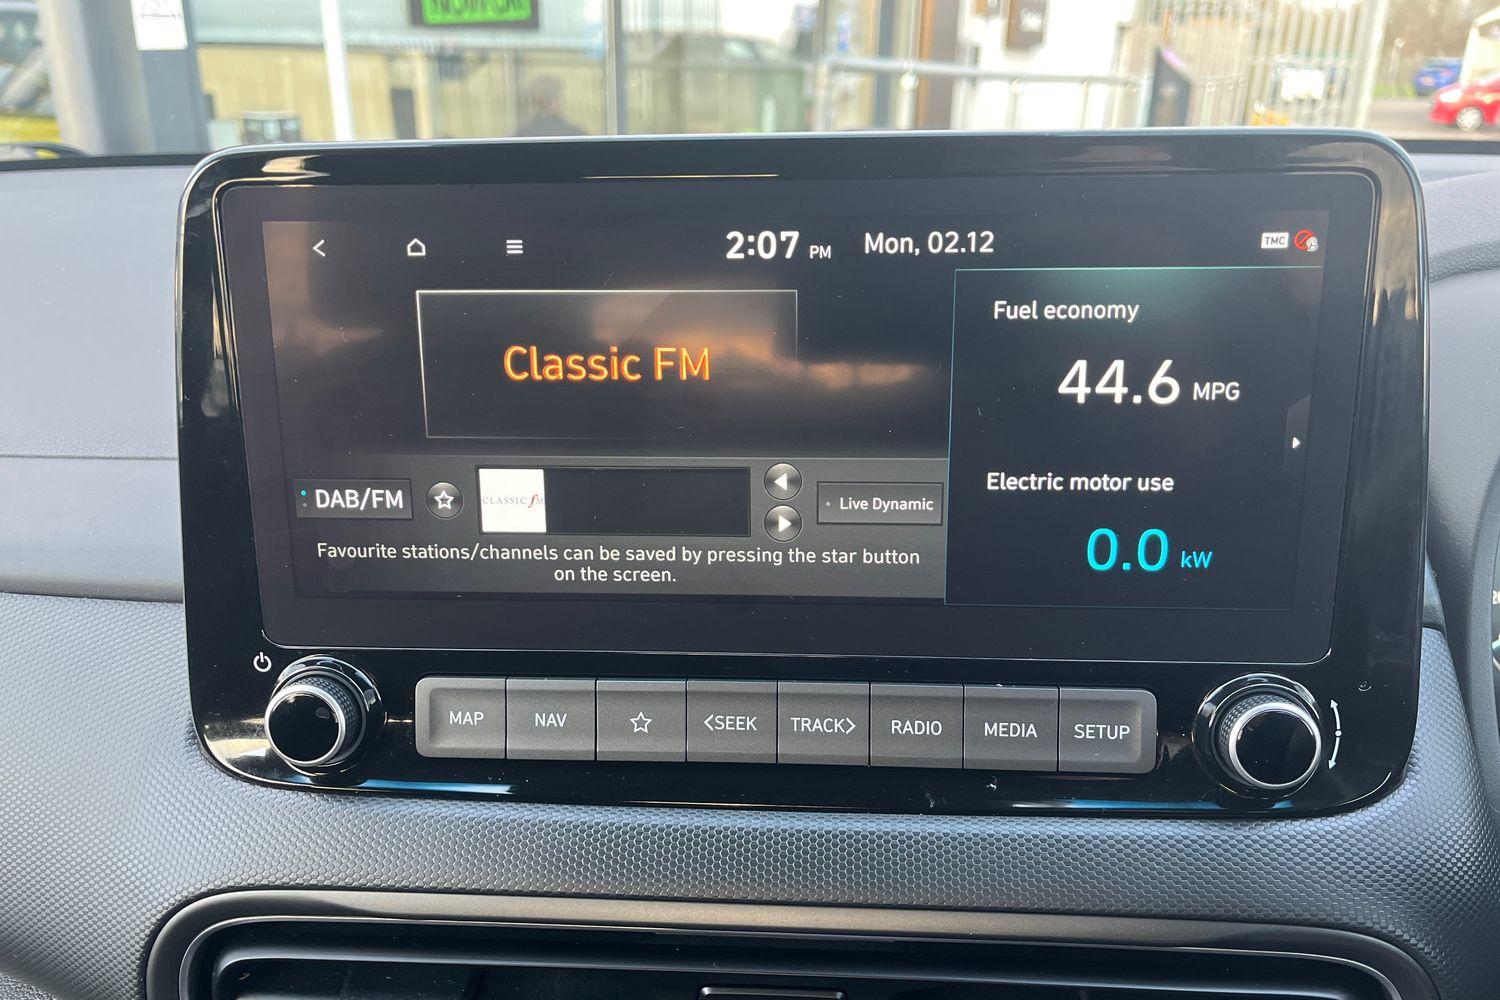 2:07 PM Mon, 02.12
TMC
Classic FM
DAB/FM
CLASSIC fM
Live Dynamic
Favourite stations/channels can be saved by pressing the star button
on the screen.
Fuel economy
44.6 MPG
Electric motor use
0.0 kW
MAP
NAV
<SEEK
TRACK>
RADIO
MEDIA
SETUP